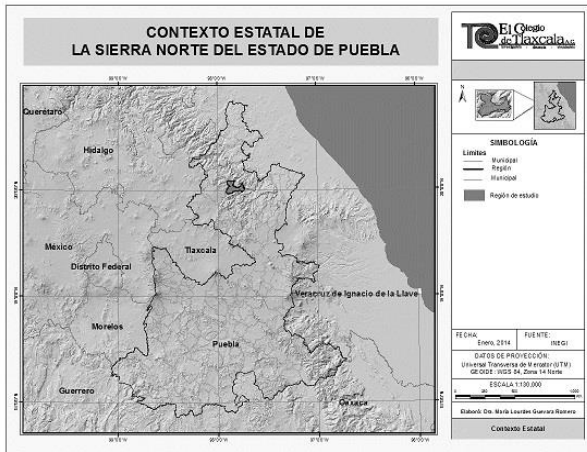 CONTEXTO ESTATAL DE
LA SIERRA NORTE DEL ESTADO DE PUEBLA
El Colegio
de Tlaxcala A.C.
Querétaro
Hidalgo
México
Tlaxcala
Distrito Federal
Veracruz de Ignacio de la Llave
Morelos
Puebla
Guerrero
Oaxaca
N
SIMBOLOGÍA
Limites
Municipal
Región
Municipal
Región de estudio
FECHA:
Enero, 2014
FUENTE:
INEGI
DATOS DE PROYECCIÓN:
Universal Transversa de Mercator (UTM)
GEOIDE: WGS 84, Zona 14 Norte
ESCALA 1:130,000
Elaboró: Dra. María Lourdes Guevara Romero
Contexto Estatal